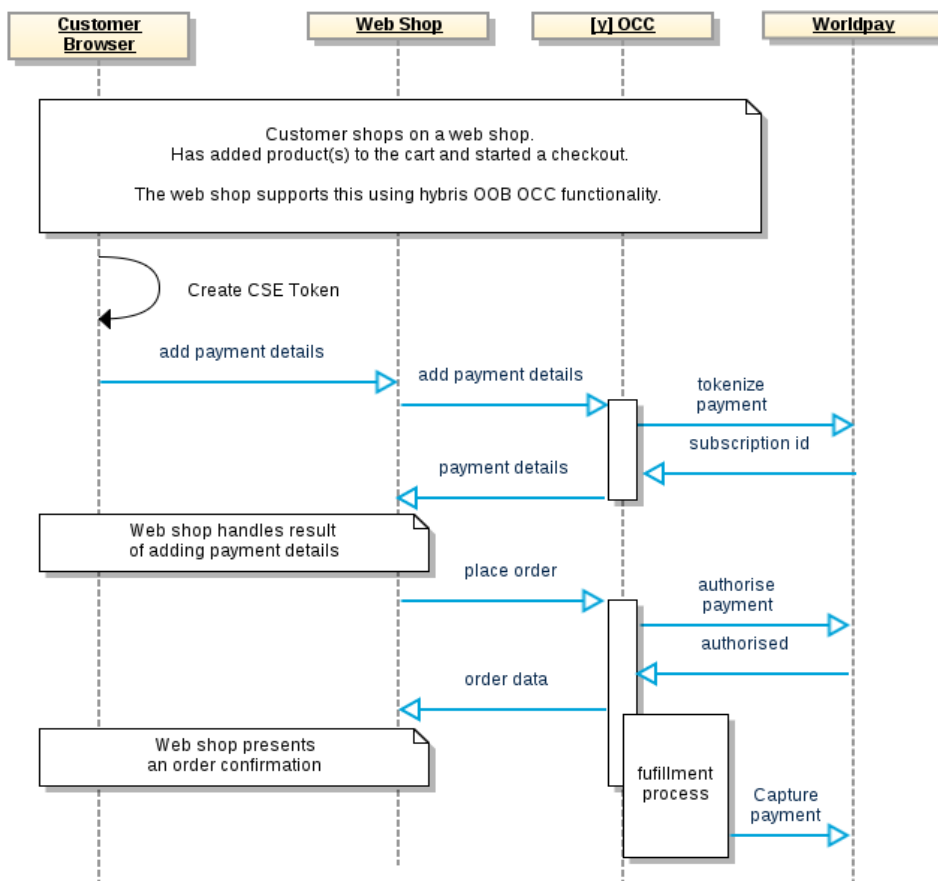 Customer
Browser
Web Shop
[y] OCC
Worldpay
Customer shops on a web shop.
Has added product(s) to the cart and started a checkout.
The web shop supports this using hybris OOB OCC functionality.
Create CSE Token
add payment details
add payment details
tokenize
payment
subscription id
payment details
Web shop handles result
of adding payment details
place order
authorise
payment
authorised
order data
Web shop presents
an order confirmation
fufillment
process
Capture
payment